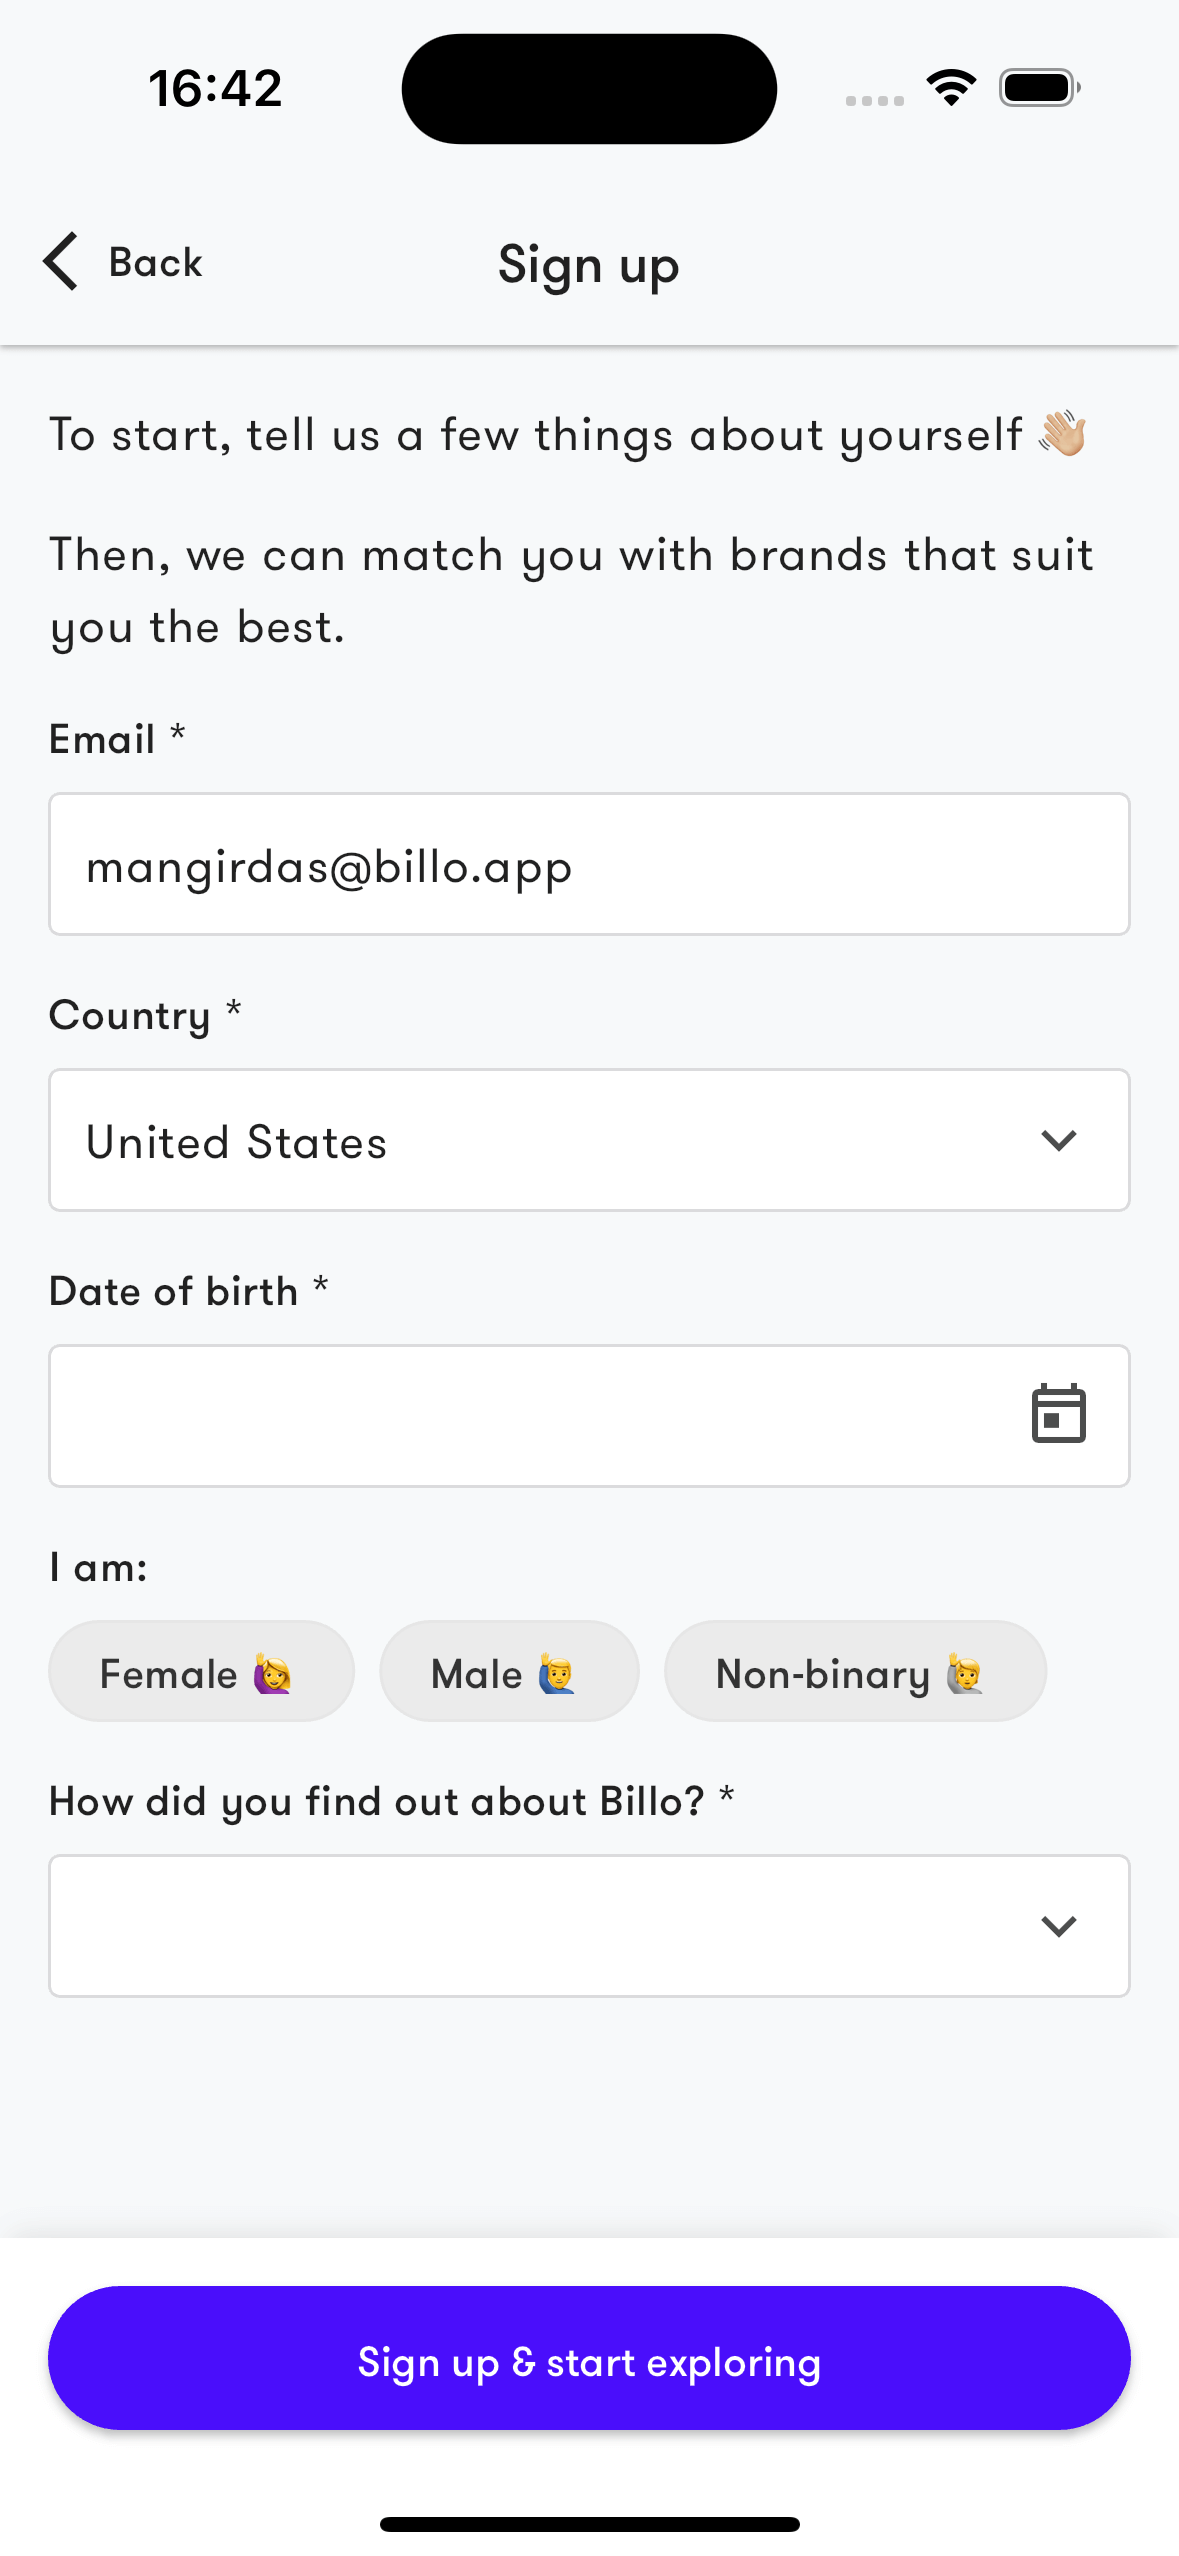 16:42
Back
Sign up
To start, tell us a few things about yourself 👋🏼
Then, we can match you with brands that suit
you the best.
Email *
mangirdas@billo.app
Country *
United States
Date of birth *
I am:
Female 🙋‍♀️
Male 🙋‍♂️
Non-binary 🙋
How did you find out about Billo? *
Sign up & start exploring